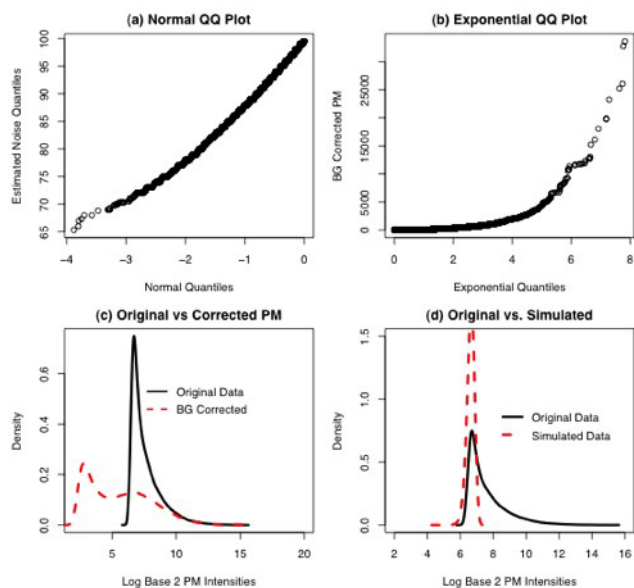 (a) Normal QQ Plot
Estimated Noise Quantiles
100
95
90
85
80
75
70
65
-4 -3 -2 -1 0
Normal Quantiles
(b) Exponential QQ Plot
BG Corrected PM
25000
15000
5000
0
0 2 4 6 8
Exponential Quantiles
(c) Original vs Corrected PM
Density
0.6
0.4
0.2
0.0
Original Data
BG Corrected
5 10 15 20
Log Base 2 PM Intensities
(d) Original vs. Simulated
Density
1.5
1.0
0.5
0.0
Original Data
Simulated Data
2 4 6 8 10 12 14 16
Log Base 2 PM Intensities